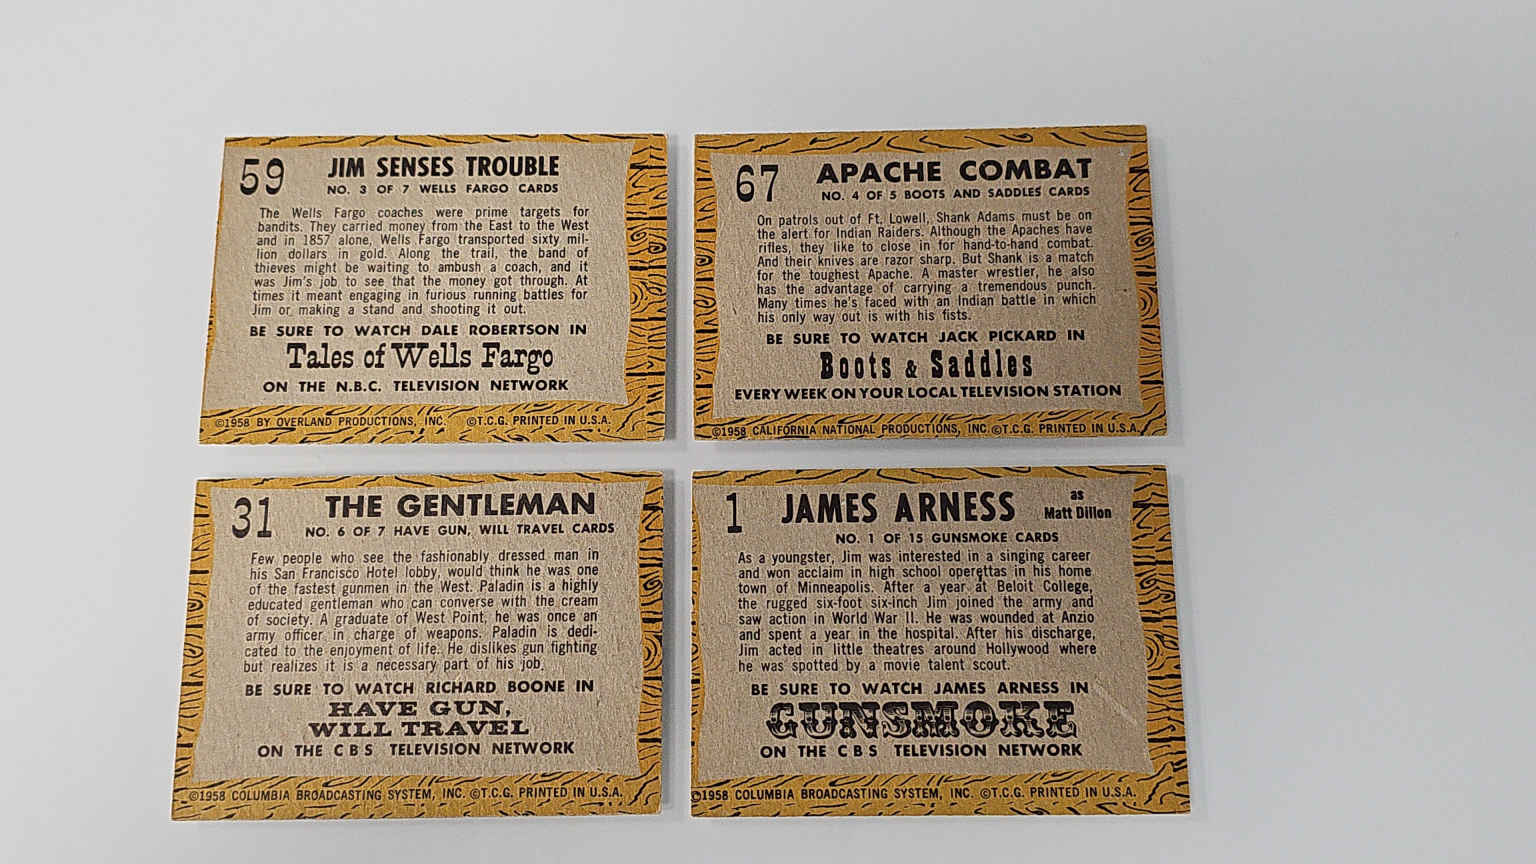 59
JIM SENSES TROUBLE
NO. 3 OF 7 WELLS FARGO CARDS
The Wells Fargo coaches were prime targets for
bandits. They carried money from the East to the West
and in 1857 alone, Wells Fargo transported sixty mil-
lion dollars in gold. Along the trail, the band of
thieves might be waiting to ambush a coach, and it
was Jim's job to see that the money got through. At
times it meant engaging in furious running battles for
Jim or making a stand and shooting it out.
BE SURE TO WATCH DALE ROBERTSON IN
Tales of Wells Fargo
ON THE N.B.C. TELEVISION NETWORK
©1958 BY OVERLAND PRODUCTIONS, INC. ©T.C.G. PRINTED IN U.S.A.
67
APACHE COMBAT
NO. 4 OF 5 BOOTS AND SADDLES CARDS
On patrols out of Ft. Lowell, Shank Adams must be on
the alert for Indian Raiders. Although the Apaches have
rifles, they like to close in for hand-to-hand combat.
And their knives are razor sharp. But Shank is a match
for the toughest Apache. A master wrestler, he also
has the advantage of carrying a tremendous punch.
Many times he's faced with an Indian battle in which
his only way out is with his fists.
BE SURE TO WATCH JACK PICKARD IN
Boots & Saddles
EVERY WEEK ON YOUR LOCAL TELEVISION STATION
©1958 CALIFORNIA NATIONAL PRODUCTIONS, INC. ©T.C.G. PRINTED IN U.S.A.
31
THE GENTLEMAN
NO. 6 OF 7 HAVE GUN, WILL TRAVEL CARDS
Few people who see the fashionably dressed man in
his San Francisco Hotel lobby, would think he was one
of the fastest gunmen in the West. Paladin is a highly
educated gentleman who can converse with the cream
of society. A graduate of West Point, he was once an
army officer in charge of weapons. Paladin is dedi-
cated to the enjoyment of life. He dislikes gun fighting
but realizes it is a necessary part of his job.
BE SURE TO WATCH RICHARD BOONE IN
HAVE GUN,
WILL TRAVEL
ON THE C B S TELEVISION NETWORK
©1958 COLUMBIA BROADCASTING SYSTEM, INC. ©T.C.G. PRINTED IN U.S.A.
1
JAMES ARNESS
as
Matt Dillon
NO. 1 OF 15 GUNSMOKE CARDS
As a youngster, Jim was interested in a singing career
and won acclaim in high school operettas in his home
town of Minneapolis. After a year at Beloit College,
the rugged six-foot six-inch Jim joined the army and
saw action in World War II. He was wounded at Anzio
and spent a year in the hospital. After his discharge,
Jim acted in little theatres around Hollywood where
he was spotted by a movie talent scout.
BE SURE TO WATCH JAMES ARNESS IN
GUNSMOKE
ON THE C B S TELEVISION NETWORK
©1958 COLUMBIA BROADCASTING SYSTEM, INC. ©T.C.G. PRINTED IN U.S.A.